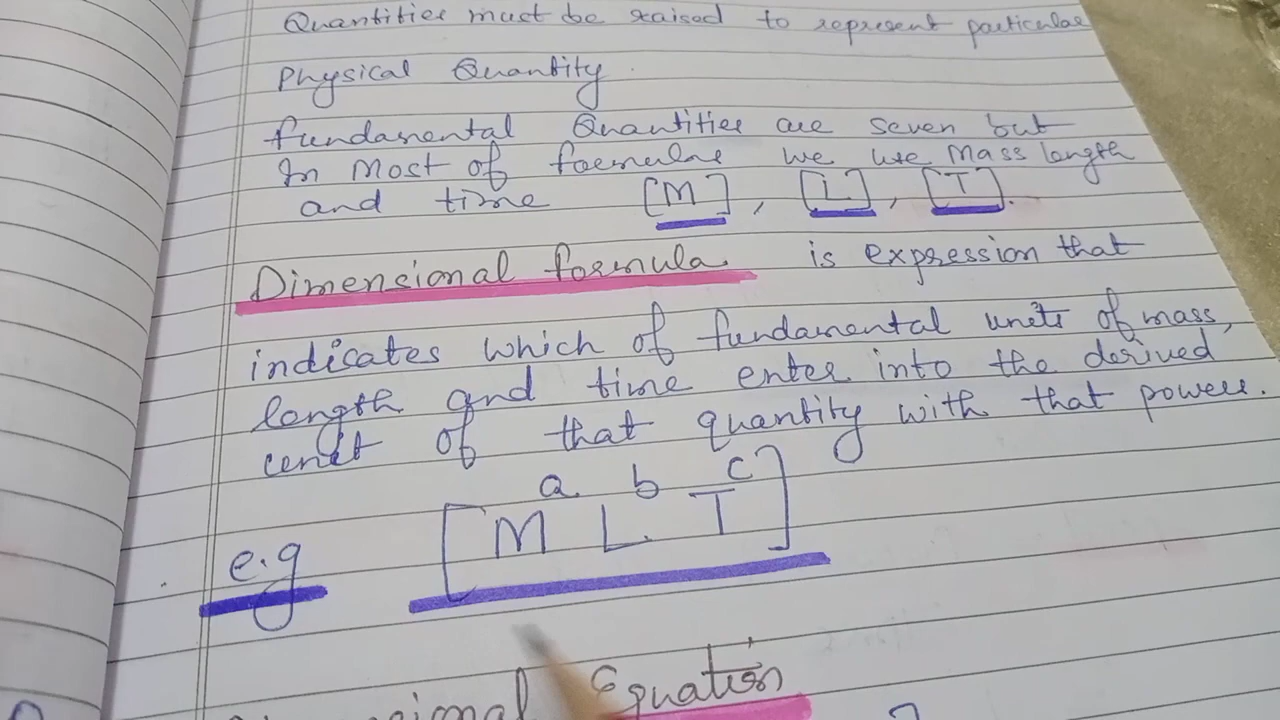 Quantities must be raised to represent particular
Physical Quantity
fundamental Quantities are seven but
In Most of formulae we use Mass length
and time [M], [L], [T].
Dimensional formula is expression that
indicates which of fundamental units of mass,
length and time enter into the derived
unit of that quantity with that powers.
e.g [M^a L^b T^c]
Equation